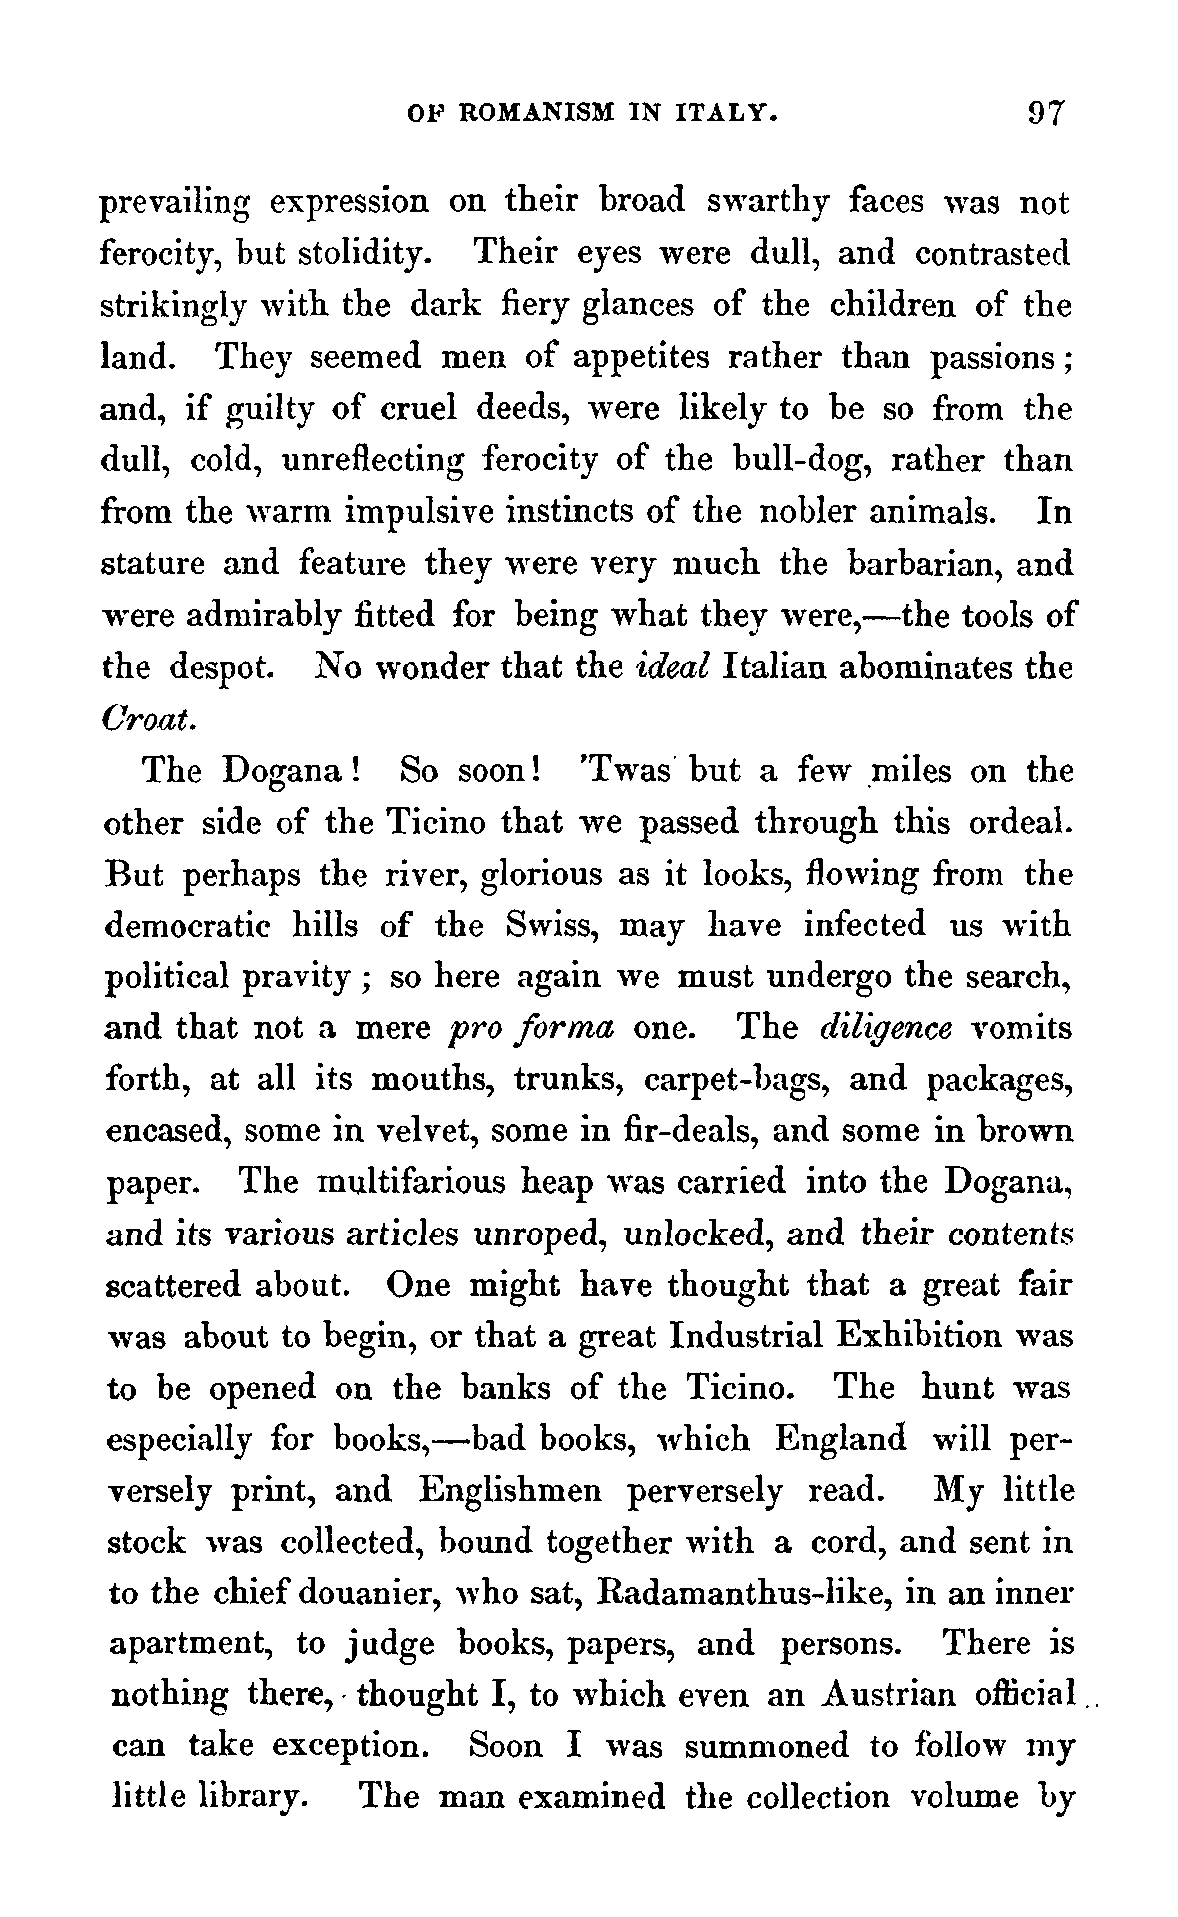 OF ROMANISM IN ITALY. 97
prevailing expression on their broad swarthy faces was not
ferocity, but stolidity. Their eyes were dull, and contrasted
strikingly with the dark fiery glances of the children of the
land. They seemed men of appetites rather than passions ;
and, if guilty of cruel deeds, were likely to be so from the
dull, cold, unreflecting ferocity of the bull-dog, rather than
from the warm impulsive instincts of the nobler animals. In
stature and feature they were very much the barbarian, and
were admirably fitted for being what they were,—the tools of
the despot. No wonder that the ideal Italian abominates the
Croat.
The Dogana ! So soon ! 'Twas but a few miles on the
other side of the Ticino that we passed through this ordeal.
But perhaps the river, glorious as it looks, flowing from the
democratic hills of the Swiss, may have infected us with
political pravity ; so here again we must undergo the search,
and that not a mere pro forma one. The diligence vomits
forth, at all its mouths, trunks, carpet-bags, and packages,
encased, some in velvet, some in fir-deals, and some in brown
paper. The multifarious heap was carried into the Dogana,
and its various articles unroped, unlocked, and their contents
scattered about. One might have thought that a great fair
was about to begin, or that a great Industrial Exhibition was
to be opened on the banks of the Ticino. The hunt was
especially for books,—bad books, which England will per-
versely print, and Englishmen perversely read. My little
stock was collected, bound together with a cord, and sent in
to the chief douanier, who sat, Radamanthus-like, in an inner
apartment, to judge books, papers, and persons. There is
nothing there, thought I, to which even an Austrian official
can take exception. Soon I was summoned to follow my
little library. The man examined the collection volume by